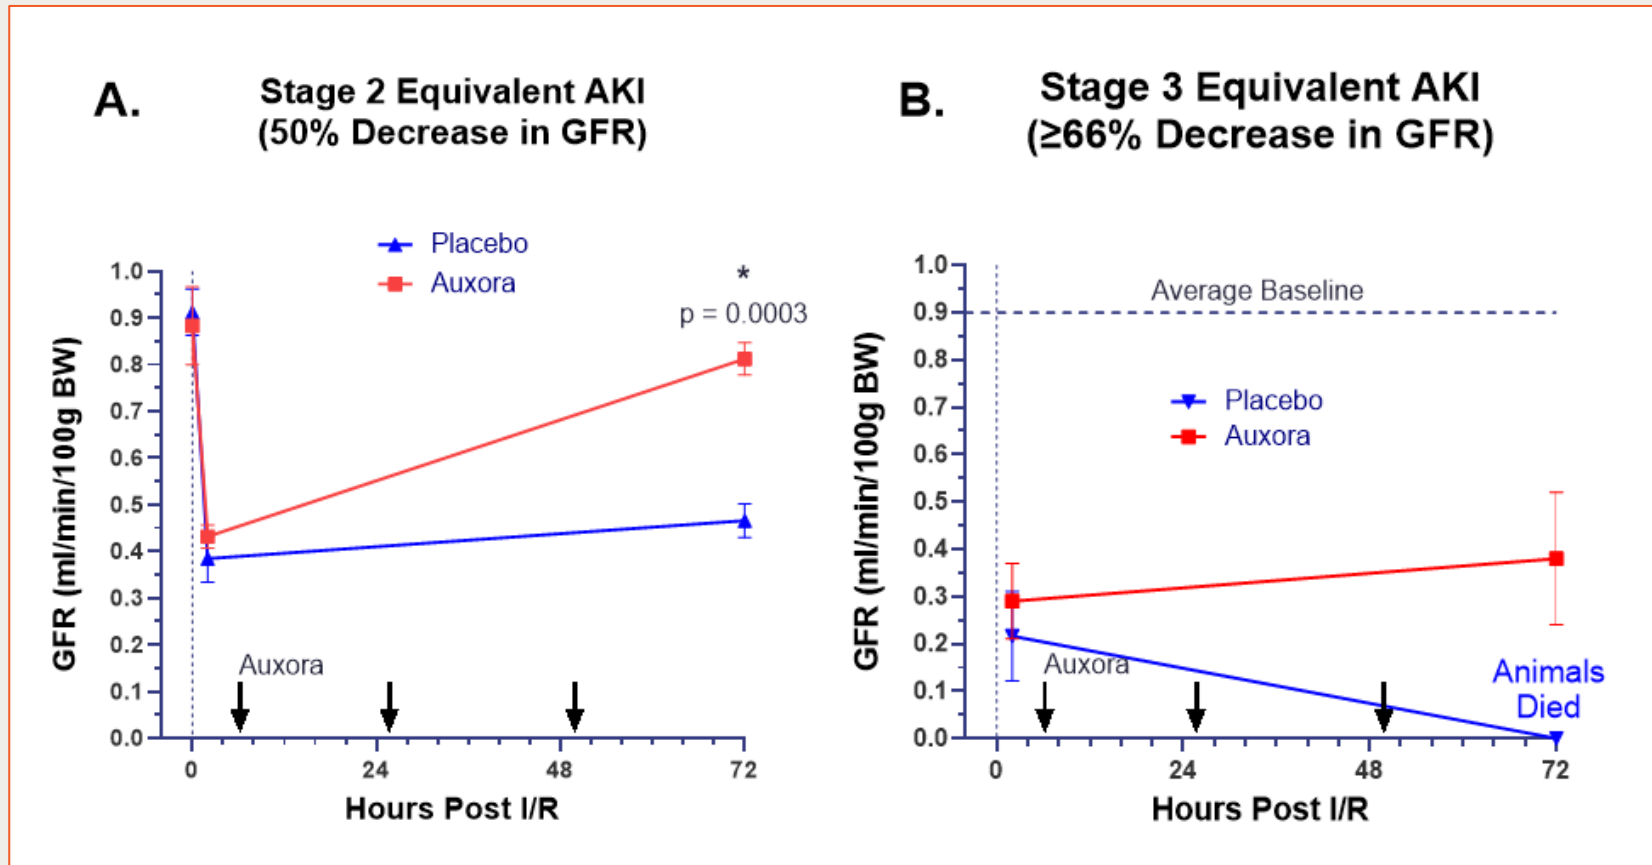 A.
Stage 2 Equivalent AKI
(50% Decrease in GFR)
Placebo
Auxora
*
p = 0.0003
GFR (ml/min/100g BW)
1.0
0.9
0.8
0.7
0.6
0.5
0.4
0.3
0.2
0.1
0.0
Auxora
0
24
48
72
Hours Post I/R
B.
Stage 3 Equivalent AKI
(≥66% Decrease in GFR)
Average Baseline
Placebo
Auxora
GFR (ml/min/100g BW)
1.0
0.9
0.8
0.7
0.6
0.5
0.4
0.3
0.2
0.1
0.0
Auxora
Animals
Died
0
24
48
72
Hours Post I/R